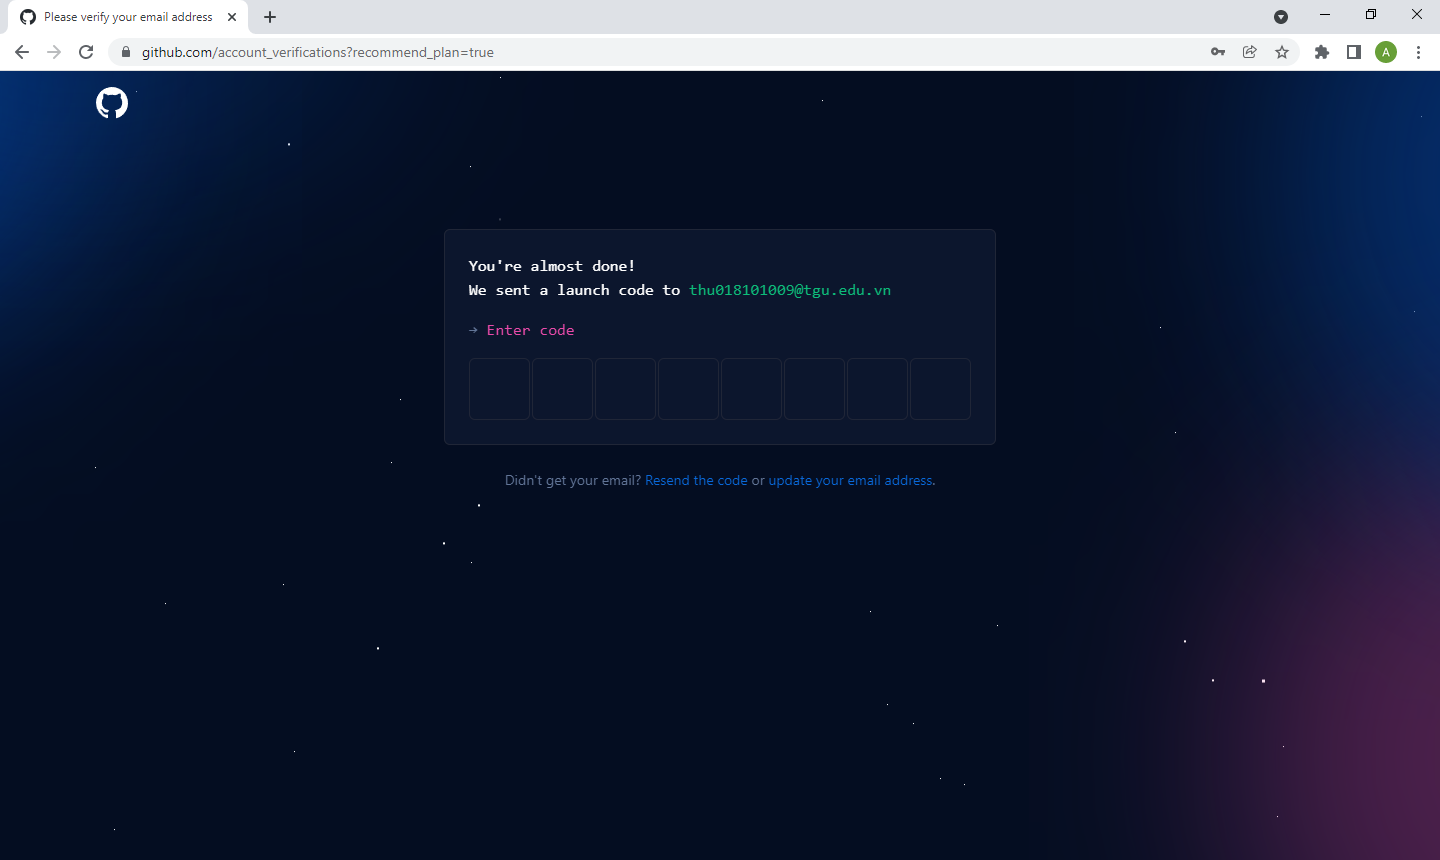 Please verify your email address
github.com/account_verifications?recommend_plan=true
A
You're almost done!
We sent a launch code to thu018101009@tgu.edu.vn
→ Enter code
Didn't get your email? Resend the code or update your email address.